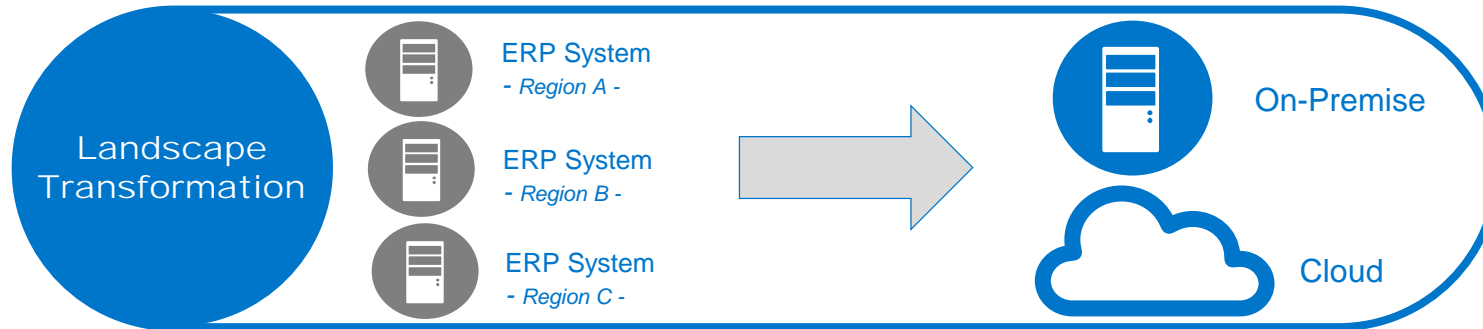 Landscape
Transformation
ERP System
- Region A -
ERP System
- Region B -
ERP System
- Region C -
On-Premise
Cloud